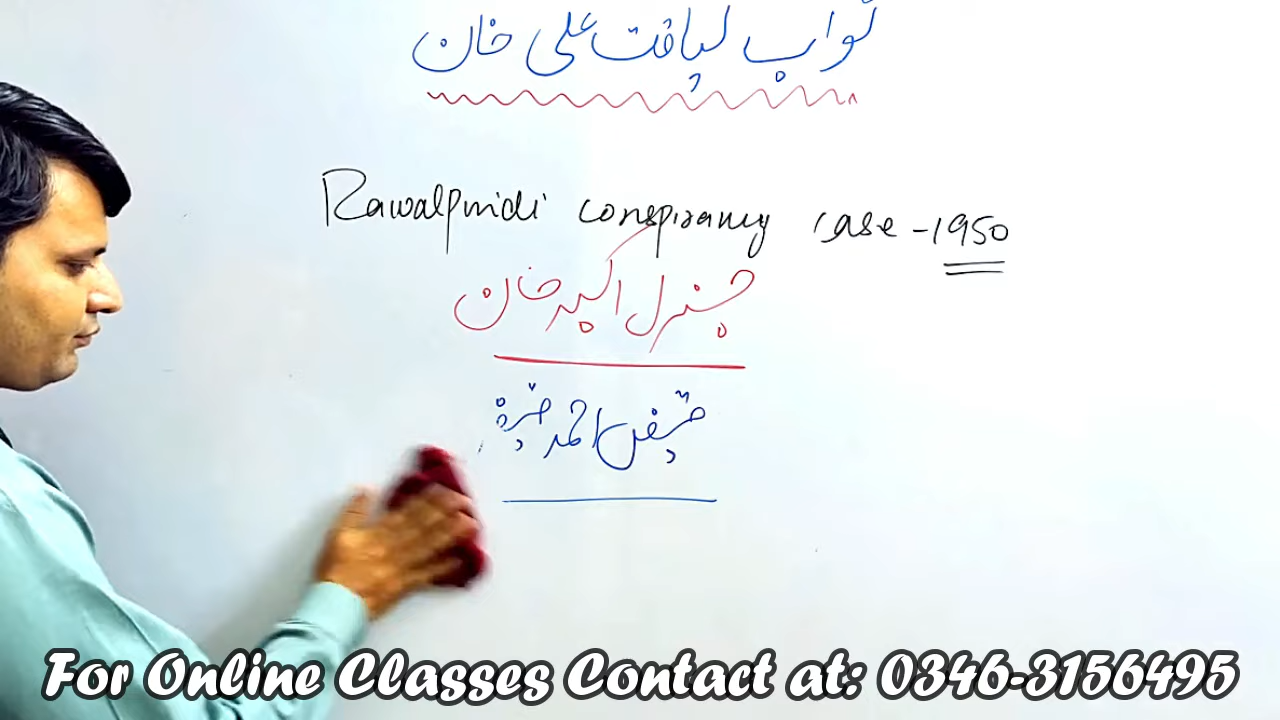 نواب لیاقت علی خان
Rawalpindi conspiracy case - 1950
جنرل اکبر خان
فیض احمد
For Online Classes Contact at: 0346-3156495